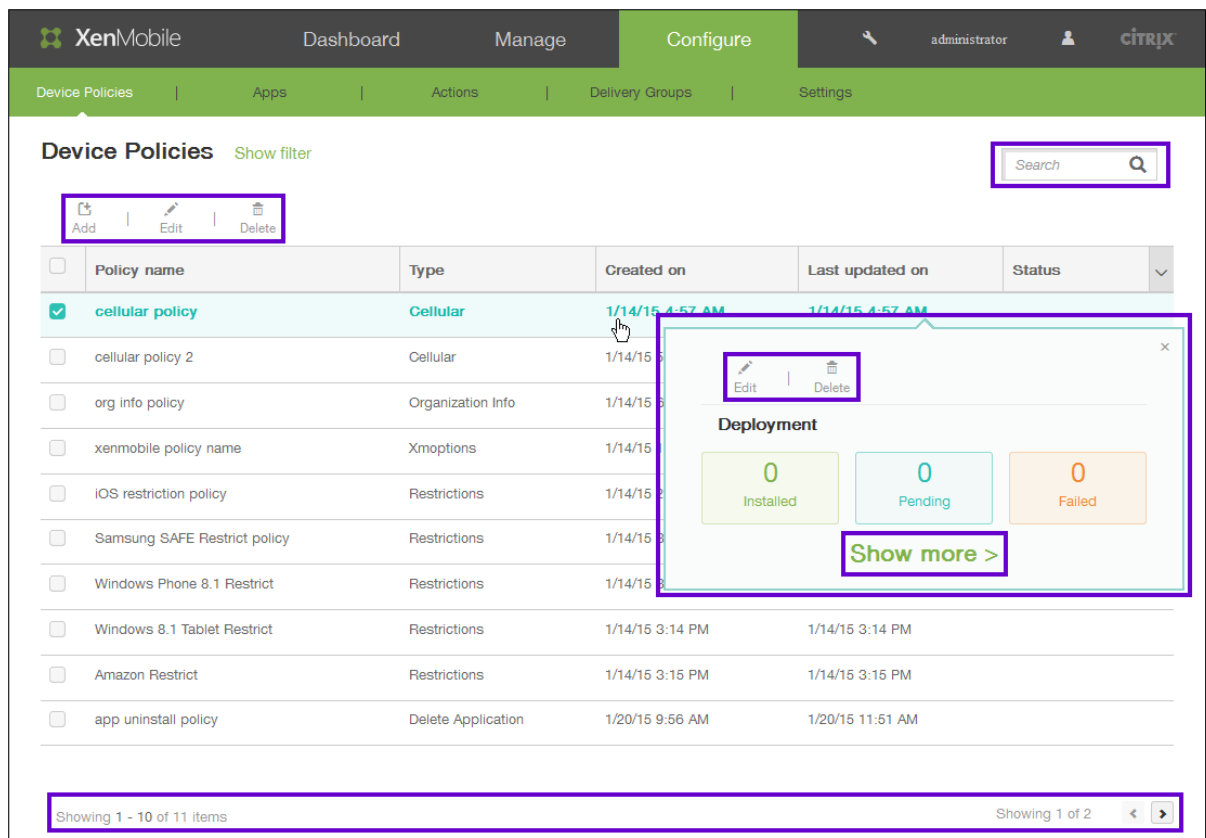 XenMobile Dashboard Manage Configure administrator CİTRIX
Device Policies | Apps | Actions | Delivery Groups | Settings
Device Policies Show filter
Search
Add | Edit | Delete
Policy name Type Created on Last updated on Status
cellular policy Cellular 1/14/15 4:57 AM 1/14/15 4:57 AM
cellular policy 2 Cellular 1/14/15
×
Edit | Delete
org info policy Organization Info 1/14/15
Deployment
xenmobile policy name Xmoptions 1/14/15
0 0 0
iOS restriction policy Restrictions 1/14/15
Installed Pending Failed
Samsung SAFE Restrict policy Restrictions 1/14/15
Show more >
Windows Phone 8.1 Restrict Restrictions 1/14/15
Windows 8.1 Tablet Restrict Restrictions 1/14/15 3:14 PM 1/14/15 3:14 PM
Amazon Restrict Restrictions 1/14/15 3:15 PM 1/14/15 3:15 PM
app uninstall policy Delete Application 1/20/15 9:56 AM 1/20/15 11:51 AM
Showing 1 - 10 of 11 items Showing 1 of 2 < >